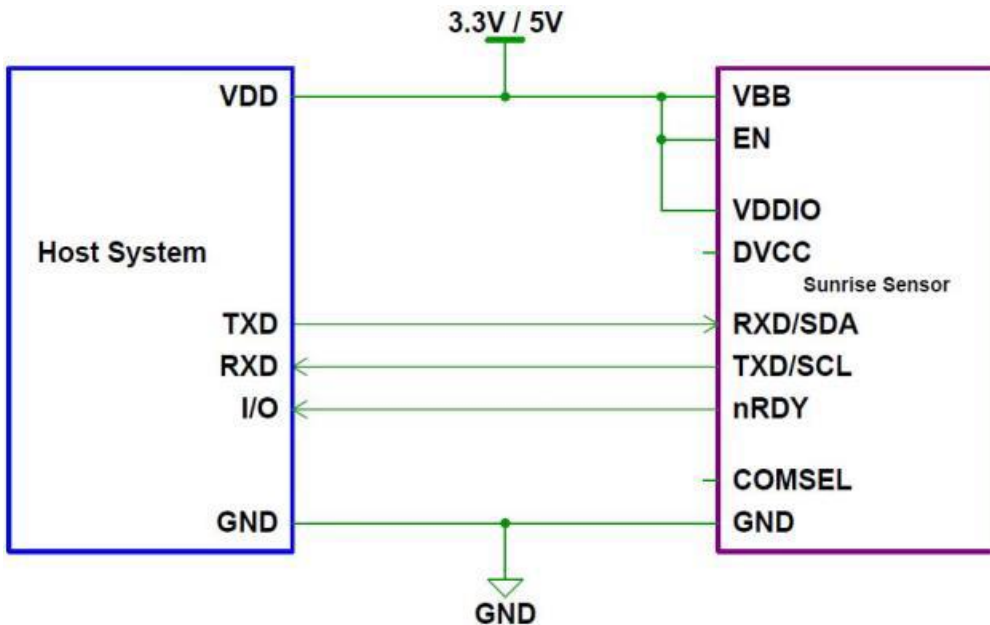 3.3V / 5V
VDD
VBB
EN
VDDIO
Host System
DVCC
Sunrise Sensor
TXD
RXD/SDA
RXD
TXD/SCL
I/O
nRDY
COMSEL
GND
GND
GND